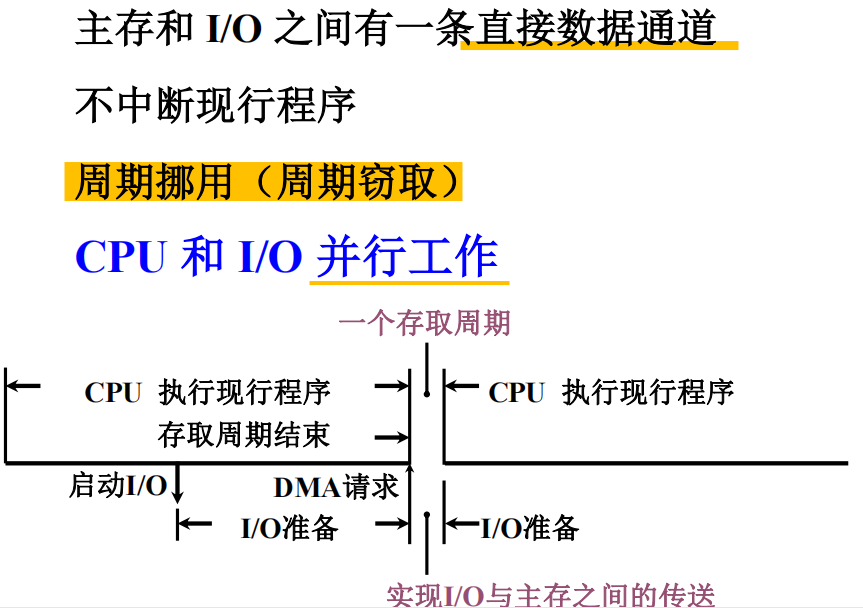 主存和 I/O 之间有一条直接数据通道
不中断现行程序
周期挪用（周期窃取）
CPU 和 I/O 并行工作
一个存取周期
CPU 执行现行程序
CPU 执行现行程序
存取周期结束
启动I/O
DMA请求
I/O准备
I/O准备
实现I/O与主存之间的传送